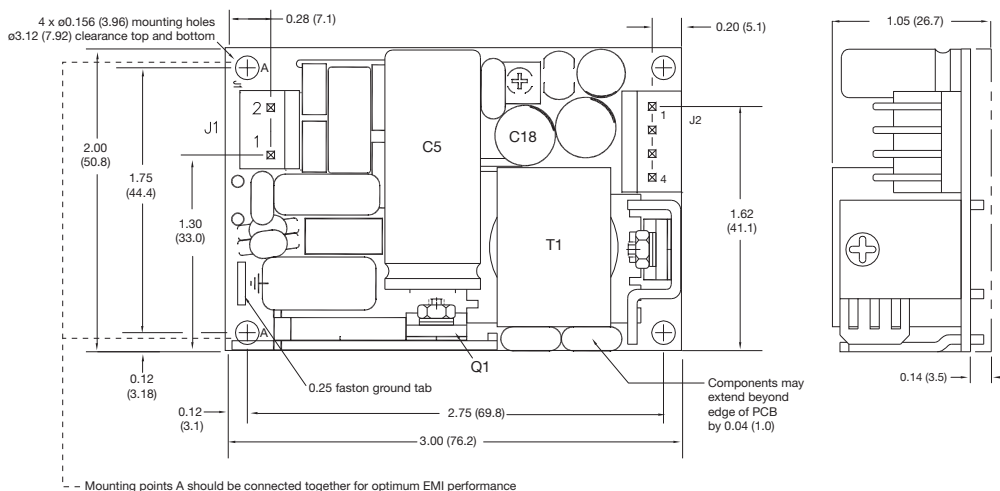 4 x ø0.156 (3.96) mounting holes
ø3.12 (7.92) clearance top and bottom
0.28 (7.1)
0.20 (5.1)
1.05 (26.7)
A
J1
2
1
J1
C5
C18
1
4
J2
2.00
(50.8)
1.75
(44.4)
1.30
(33.0)
1.62
(41.1)
T1
A
Q1
0.12
(3.18)
0.25 faston ground tab
0.12
(3.1)
2.75 (69.8)
3.00 (76.2)
Components may
extend beyond
edge of PCB
by 0.04 (1.0)
0.14 (3.5)
Mounting points A should be connected together for optimum EMI performance